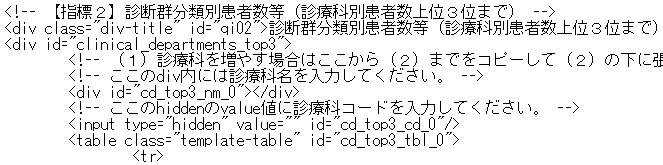 <!-- 【指標２】診断群分類別患者数等（診療科別患者数上位３位まで） -->
<div class="div-title" id="qi02">診断群分類別患者数等（診療科別患者数上位３位まで）
<div id="clinical_departments_top3">
<!-- （１）診療科を増やす場合はここから（２）までをコピーして（２）の下に張
<!-- ここのdiv内には診療科名を入力してください。 -->
<div id="cd_top3_nm_0"></div>
<!-- ここのhiddenのvalue値に診療科コードを入力してください。 -->
<input type="hidden" value="" id="cd_top3_cd_0"/>
<table class="template-table" id="cd_top3_tbl_0">
<tr>